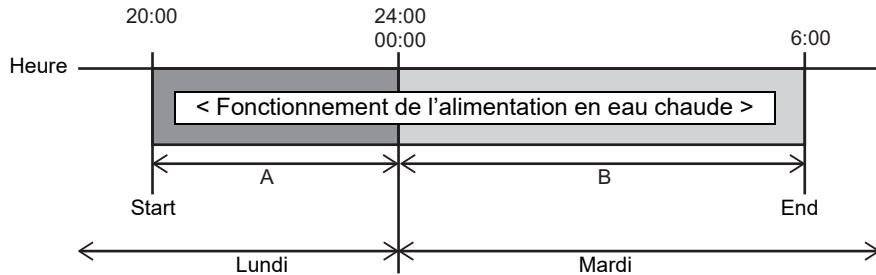 20:00
24:00
00:00
6:00
Heure
< Fonctionnement de l'alimentation en eau chaude >
A
B
Start
End
Lundi
Mardi